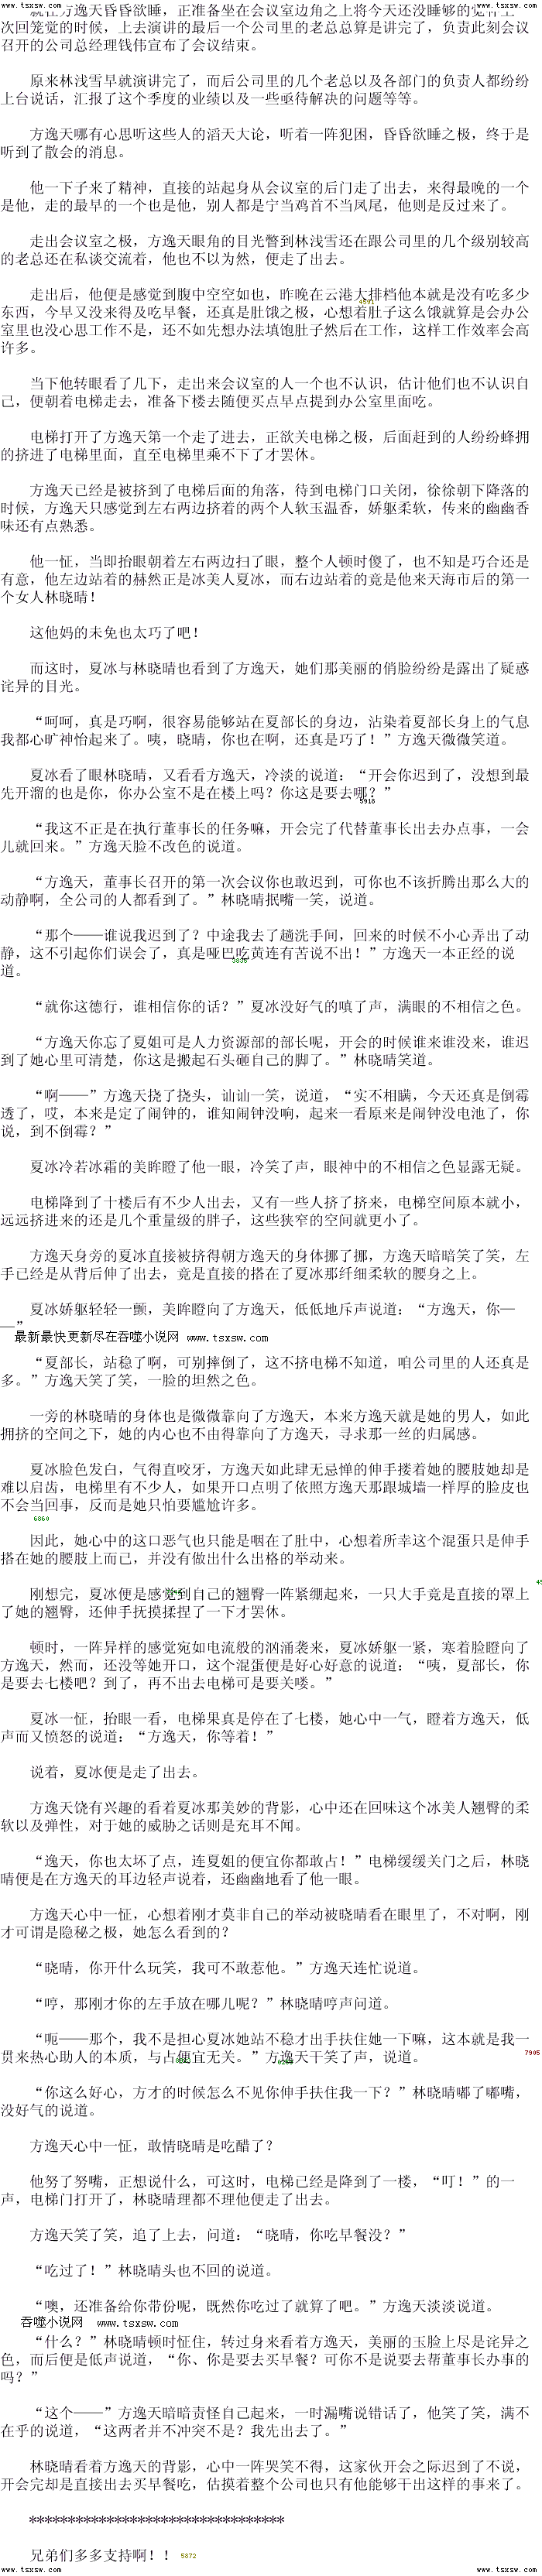 www.tsxsw.com www.tsxsw.com
就在方逸天昏昏欲睡，正准备坐在会议室边角之上将今天还没睡够的觉补上一
次回笼觉的时候，上去演讲的最后一个公司里的老总总算是讲完了，负责此刻会议
召开的公司总经理钱伟宣布了会议结束。
原来林浅雪早就演讲完了，而后公司里的几个老总以及各部门的负责人都纷纷
上台说话，汇报了这个季度的业绩以及一些亟待解决的问题等等。
方逸天哪有心思听这些人的滔天大论，听着一阵犯困，昏昏欲睡之极，终于是
听到了散会的消息。
他一下子来了精神，直接的站起身从会议室的后门走了出去，来得最晚的一个
是他，走的最早的一个也是他，别人都是宁当鸡首不当凤尾，他则是反过来了。
走出会议室之极，方逸天眼角的目光瞥到林浅雪还在跟公司里的几个级别较高
的老总还在私谈交流着，他也不以为然，便走了出去。
走出后，他便是感觉到腹中空空如也，昨晚在云港大排档他本就是没有吃多少
4591
东西，今早又没来得及吃早餐，还真是肚饿之极，心想若肚子这么饿就算是会办公
室里也没心思工作不是，还不如先想办法填饱肚子然后在工作，这样工作效率会高
许多。
当下他转眼看了几下，走出来会议室的人一个也不认识，估计他们也不认识自
己，便朝着电梯走去，准备下楼去随便买点早点提到办公室里面吃。
电梯打开了方逸天第一个走了进去，正欲关电梯之极，后面赶到的人纷纷蜂拥
的挤进了电梯里面，直至电梯里乘不下了才罢休。
方逸天已经是被挤到了电梯后面的角落，待到电梯门口关闭，徐徐朝下降落的
时候，方逸天只感觉到左右两边挤着的两个人软玉温香，娇躯柔软，传来的幽幽香
味还有点熟悉。
他一怔，当即抬眼朝着左右两边扫了眼，整个人顿时傻了，也不知是巧合还是
有意，他左边站着的赫然正是冰美人夏冰，而右边站着的竟是他来天海市后的第一
个女人林晓晴！
这他妈的未免也太巧了吧！
而这时，夏冰与林晓晴也看到了方逸天，她们那美丽的俏脸纷纷是露出了疑惑
诧异的目光。
“呵呵，真是巧啊，很容易能够站在夏部长的身边，沾染着夏部长身上的气息
我都心旷神怡起来了。咦，晓晴，你也在啊，还真是巧了！”方逸天微微笑道。
夏冰看了眼林晓晴，又看看方逸天，冷淡的说道：“开会你迟到了，没想到最
先开溜的也是你，你办公室不是在楼上吗？你这是要去哪？”
5918
“我这不正是在执行董事长的任务嘛，开会完了代替董事长出去办点事，一会
儿就回来。”方逸天脸不改色的说道。
“方逸天，董事长召开的第一次会议你也敢迟到，可你也不该折腾出那么大的
动静啊，全公司的人都看到了。”林晓晴抿嘴一笑，说道。
“那个——谁说我迟到了？中途我去了趟洗手间，回来的时候不小心弄出了动
静，这不引起你们误会了，真是哑巴吃黄连有苦说不出！”方逸天一本正经的说
道。
“就你这德行，谁相信你的话？”夏冰没好气的嗔了声，满眼的不相信之色。
“方逸天你忘了夏姐可是人力资源部的部长呢，开会的时候谁来谁没来，谁迟
到了她心里可清楚，你这是搬起石头砸自己的脚了。”林晓晴笑道。
“啊——”方逸天挠了挠头，讪讪一笑，说道，“实不相瞒，今天还真是倒霉
透了，哎，本来是定了闹钟的，谁知闹钟没响，起来一看原来是闹钟没电池了，你
说，到不倒霉？”
夏冰冷若冰霜的美眸瞪了他一眼，冷笑了声，眼神中的不相信之色显露无疑。
电梯降到了十楼后有不少人出去，又有一些人挤了挤来，电梯空间原本就小，
远远挤进来的还是几个重量级的胖子，这些狭窄的空间就更小了。
方逸天身旁的夏冰直接被挤得朝方逸天的身体挪了挪，方逸天暗暗笑了笑，左
手已经是从背后伸了出去，竟是直接的搭在了夏冰那纤细柔软的腰身之上。
夏冰娇躯轻轻一颤，美眸瞪向了方逸天，低低地斥声说道：“方逸天，你—
—”
最新最快更新尽在吞噬小说网 www.tsxsw.com
“夏部长，站稳了啊，可别摔倒了，这不挤电梯不知道，咱公司里的人还真是
多。”方逸天笑了笑，一脸的坦然之色。
一旁的林晓晴的身体也是微微靠向了方逸天，本来方逸天就是她的男人，如此
拥挤的空间之下，她的内心也不由得靠向了方逸天，寻求那一丝的归属感。
夏冰脸色发白，气得直咬牙，方逸天如此肆无忌惮的伸手搂着她的腰肢她却是
难以启齿，电梯里有不少人，如果开口点明了依照方逸天那跟城墙一样厚的脸皮也
不会当回事，反而是她只怕要尴尬许多。
6860
因此，她心中的这口恶气也只能是咽在了肚中，心想着所幸这个混蛋只是伸手
搭在她的腰肢上而己，并没有做出什么出格的举动来。
刚想完，夏冰便是感觉到自己的翘臀一阵紧绷起来，一只大手竟是直接的罩上
了她的翘臀，还伸手抚摸揉捏了一下才罢休。
顿时，一阵异样的感觉宛如电流般的汹涌袭来，夏冰娇躯一紧，寒着脸瞪向了
方逸天，然而，还没等她开口，这个混蛋便是好心好意的说道：“咦，夏部长，你
是要去七楼吧？到了，再不出去电梯可是要关喽。”
夏冰一怔，抬眼一看，电梯果真是停在了七楼，她心中一气，瞪着方逸天，低
声而又愤怒的说道：“方逸天，你等着！”
说着，夏冰便是走了出去。
方逸天饶有兴趣的看着夏冰那美妙的背影，心中还在回味这个冰美人翘臀的柔
软以及弹性，对于她的威胁之话则是充耳不闻。
“逸天，你也太坏了点，连夏姐的便宜你都敢占！”电梯缓缓关门之后，林晓
晴便是在方逸天的耳边轻声说着，还幽幽地看了他一眼。
方逸天心中一怔，心想着刚才莫非自己的举动被晓晴看在眼里了，不对啊，刚
才可谓是隐秘之极，她怎么看到的？
“晓晴，你开什么玩笑，我可不敢惹他。”方逸天连忙说道。
“哼，那刚才你的左手放在哪儿呢？”林晓晴哼声问道。
“呃——那个，我不是担心夏冰她站不稳才出手扶住她一下嘛，这本就是我一
贯来热心助人的本质，与占便宜无关。”方逸天干笑了声，说道。
7905
“你这么好心，方才的时候怎么不见你伸手扶住我一下？”林晓晴嘟了嘟嘴，
没好气的说道。
方逸天心中一怔，敢情晓晴是吃醋了？
他努了努嘴，正想说什么，可这时，电梯己经是降到了一楼，“叮！”的一
声，电梯门打开了，林晓晴理都不理他便走了出去。
方逸天笑了笑，追了上去，问道：“晓晴，你吃早餐没？”
“吃过了！”林晓晴头也不回的说道。
“噢，还准备给你带份呢，既然你吃过了就算了吧。”方逸天淡淡说道。
吞噬小说网 www.tsxsw.com
“什么？”林晓晴顿时怔住，转过身来看着方逸天，美丽的玉脸上尽是诧异之
色，而后便是低声说道，“你、你是要去买早餐？可你不是说要去帮董事长办事的
吗？”
“这个——”方逸天暗暗责怪自己起来，一时漏嘴说错话了，他笑了笑，满不
在乎的说道，“这两者并不冲突不是？我先出去了。”
林晓晴看着方逸天的背影，心中一阵哭笑不得，这家伙开会之际迟到了不说，
开会完却是直接出去买早餐吃，估摸着整个公司也只有他能够干出这样的事来了。
*********************************
兄弟们多多支持啊！！ 5872
www.tsxsw.com www.tsxsw.com